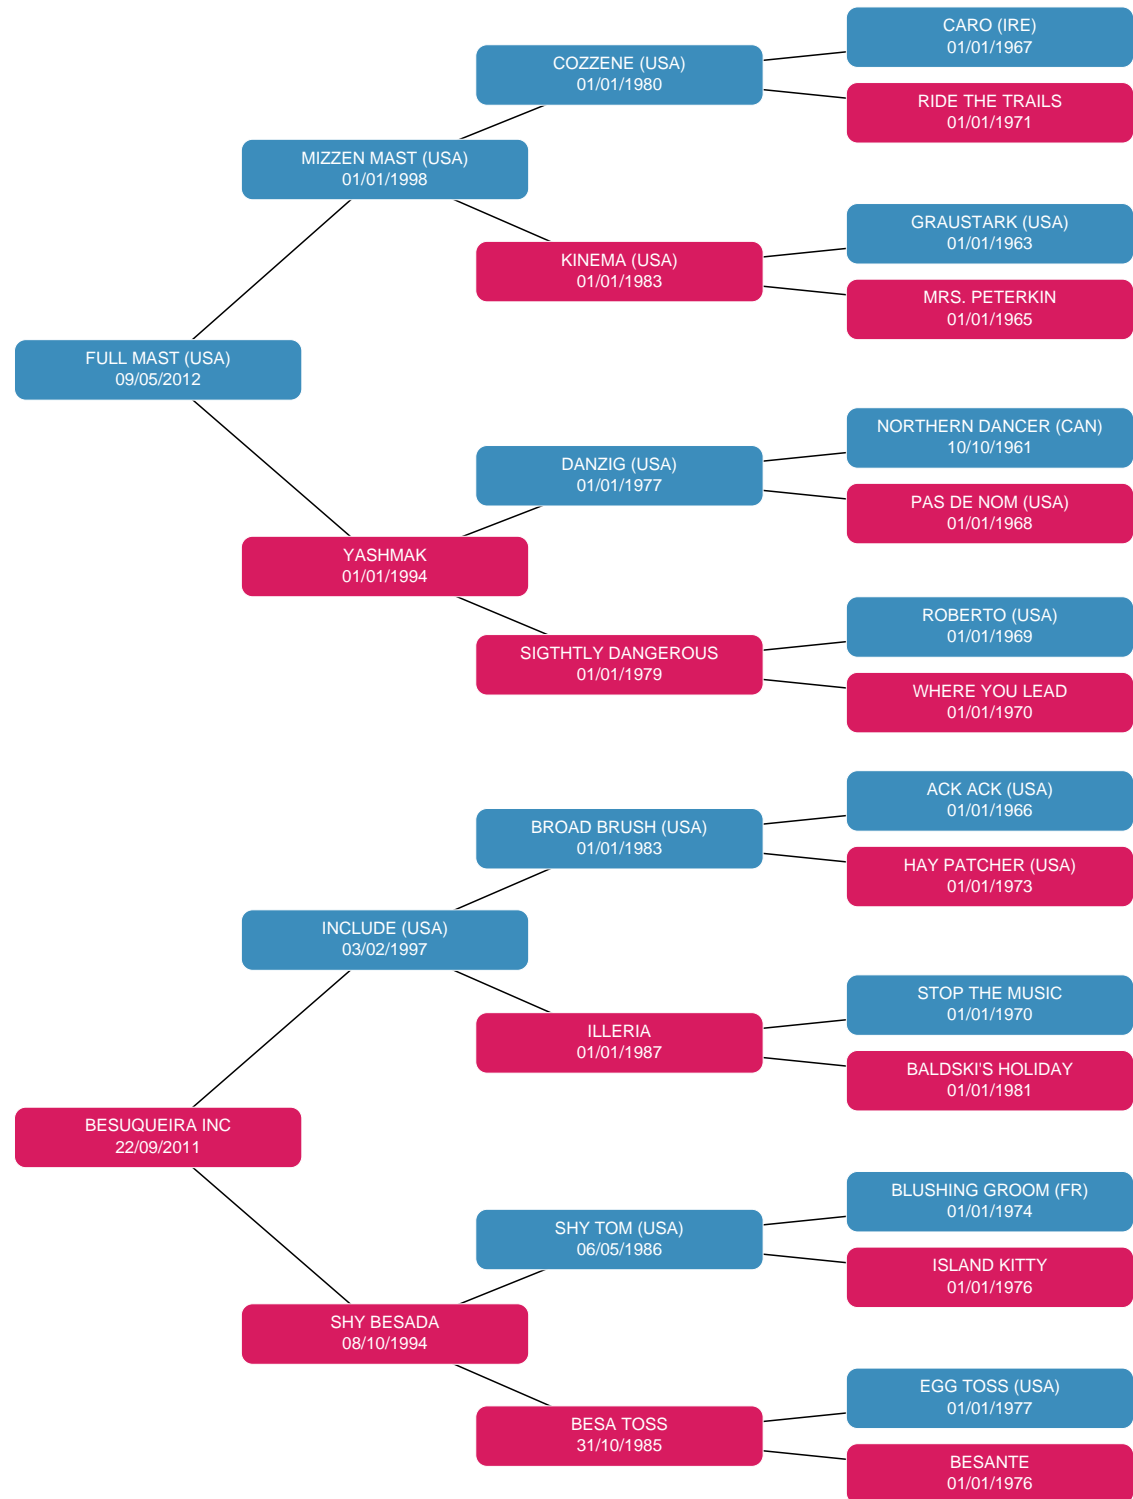 CARO (IRE)
01/01/1967
COZZENE (USA)
01/01/1980
RIDE THE TRAILS
01/01/1971
MIZZEN MAST (USA)
01/01/1998
GRAUSTARK (USA)
01/01/1963
KINEMA (USA)
01/01/1983
MRS. PETERKIN
01/01/1965
FULL MAST (USA)
09/05/2012
NORTHERN DANCER (CAN)
10/10/1961
DANZIG (USA)
01/01/1977
PAS DE NOM (USA)
01/01/1968
YASHMAK
01/01/1994
ROBERTO (USA)
01/01/1969
SIGTHTLY DANGEROUS
01/01/1979
WHERE YOU LEAD
01/01/1970
ACK ACK (USA)
01/01/1966
BROAD BRUSH (USA)
01/01/1983
HAY PATCHER (USA)
01/01/1973
INCLUDE (USA)
03/02/1997
STOP THE MUSIC
01/01/1970
ILLERIA
01/01/1987
BALDSKI'S HOLIDAY
01/01/1981
BESUQUEIRA INC
22/09/2011
BLUSHING GROOM (FR)
01/01/1974
SHY TOM (USA)
06/05/1986
ISLAND KITTY
01/01/1976
SHY BESADA
08/10/1994
EGG TOSS (USA)
01/01/1977
BESA TOSS
31/10/1985
BESANTE
01/01/1976